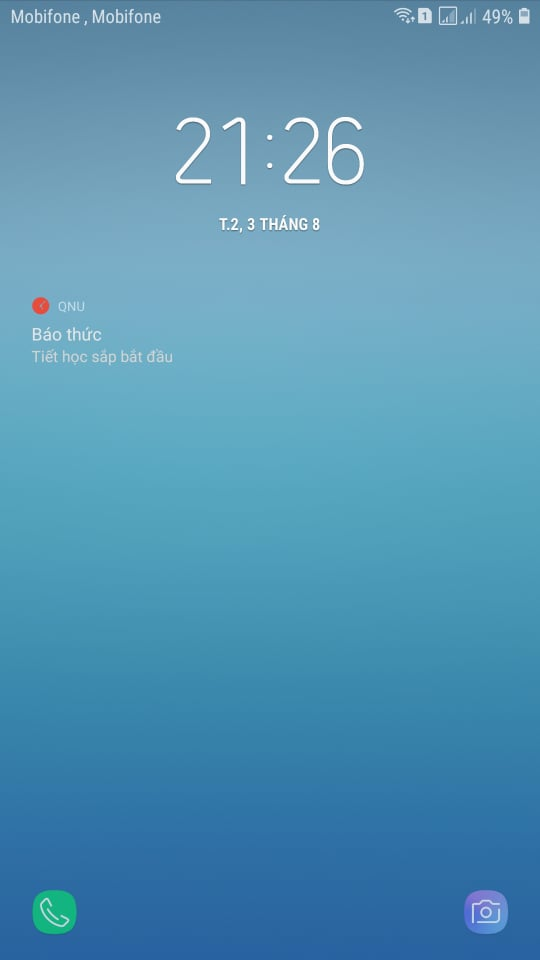 Mobifone , Mobifone 1 49%
21:26
T.2, 3 THÁNG 8
QNU
Báo thức
Tiết học sắp bắt đầu